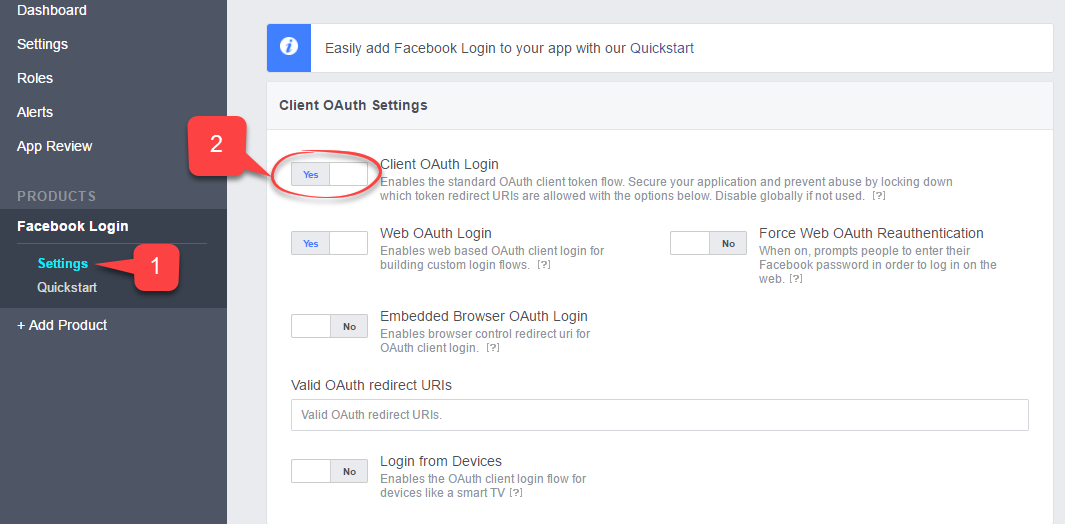 Dashboard
Settings
Roles
Alerts
App Review
PRODUCTS
Facebook Login
Settings
1
Quickstart
+ Add Product
Easily add Facebook Login to your app with our Quickstart
Client OAuth Settings
2
Yes
Client OAuth Login
Enables the standard OAuth client token flow. Secure your application and prevent abuse by locking down
which token redirect URIs are allowed with the options below. Disable globally if not used. [?]
Yes
Web OAuth Login
Enables web based OAuth client login for
building custom login flows. [?]
No
Force Web OAuth Reauthentication
When on, prompts people to enter their
Facebook password in order to log in on the
web. [?]
No
Embedded Browser OAuth Login
Enables browser control redirect uri for
OAuth client login. [?]
Valid OAuth redirect URIs
Valid OAuth redirect URIs.
No
Login from Devices
Enables the OAuth client login flow for
devices like a smart TV [?]